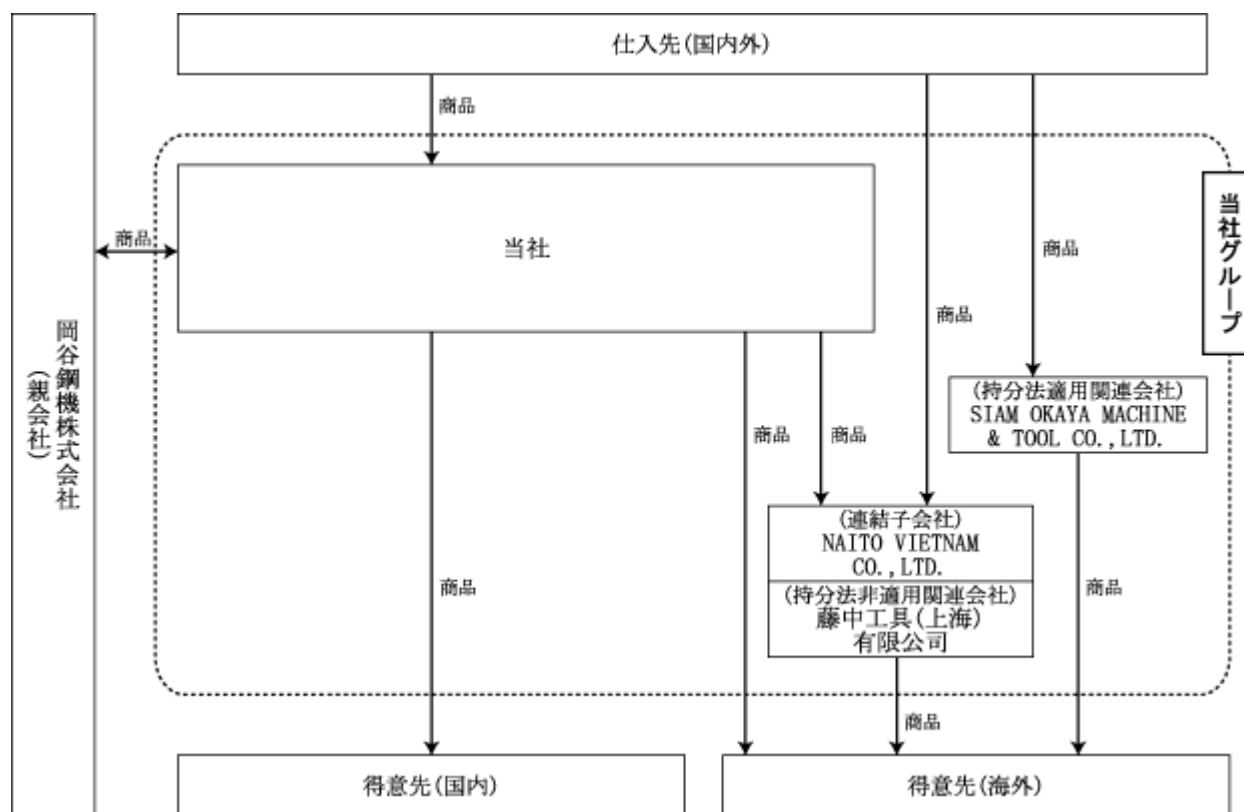 仕入先(国内外)
商品
当社グループ
当社
商品
商品
商品
岡谷鋼機株式会社
(親会社)
(持分法適用関連会社)
SIAM OKAYA MACHINE
& TOOL CO.,LTD.
商品
商品
(連結子会社)
NAITO VIETNAM
CO.,LTD.
(持分法非適用関連会社)
藤中工具(上海)
有限公司
商品
商品
商品
得意先(国内)
得意先(海外)